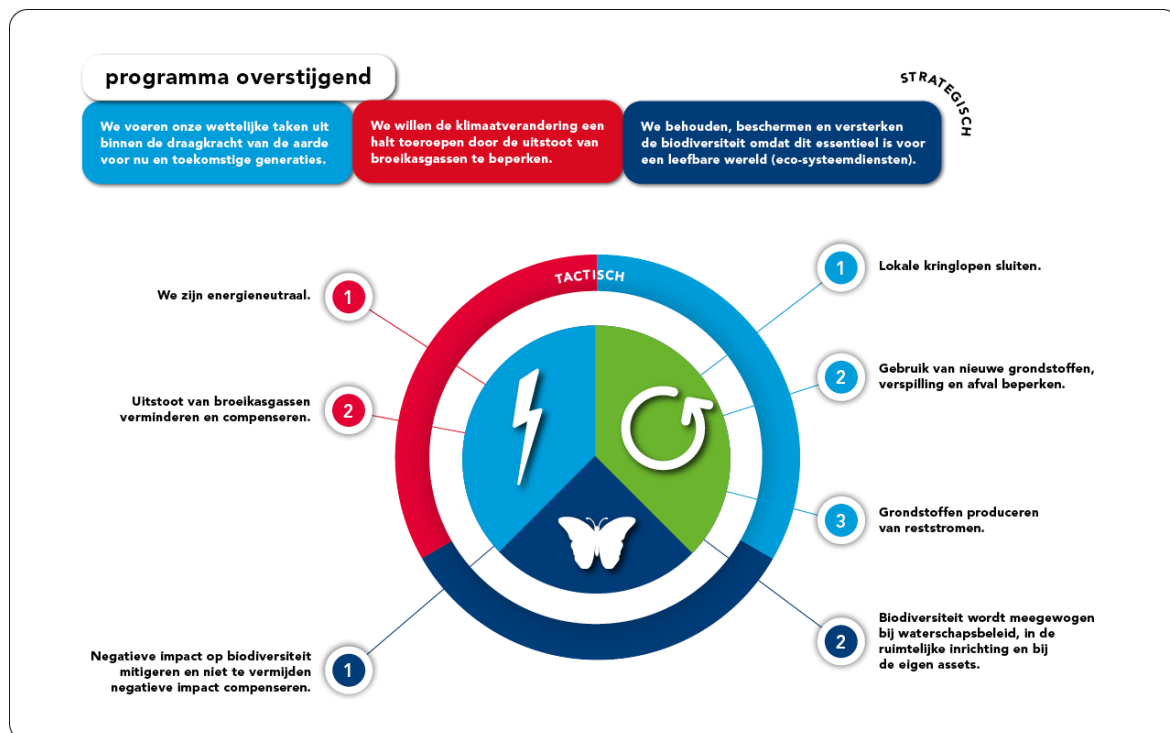 programma overstijgend
STRATEGISCH
We voeren onze wettelijke taken uit
binnen de draagkracht van de aarde
voor nu en toekomstige generaties.
We willen de klimaatverandering een
halt toeroepen door de uitstoot van
broeikasgassen te beperken.
We behouden, beschermen en versterken
de biodiversiteit omdat dit essentieel is voor
een leefbare wereld (eco-systeemdiensten).
TACTISCH
We zijn energieneutraal.
1
Uitstoot van broeikasgassen
verminderen en compenseren.
2
1
Lokale kringlopen sluiten.
2
Gebruik van nieuwe grondstoffen,
verspilling en afval beperken.
3
Grondstoffen produceren
van reststromen.
Negatieve impact op biodiversiteit
mitigeren en niet te vermijden
negatieve impact compenseren.
1
2
Biodiversiteit wordt meegewogen
bij waterschapsbeleid, in de
ruimtelijke inrichting en bij
de eigen assets.